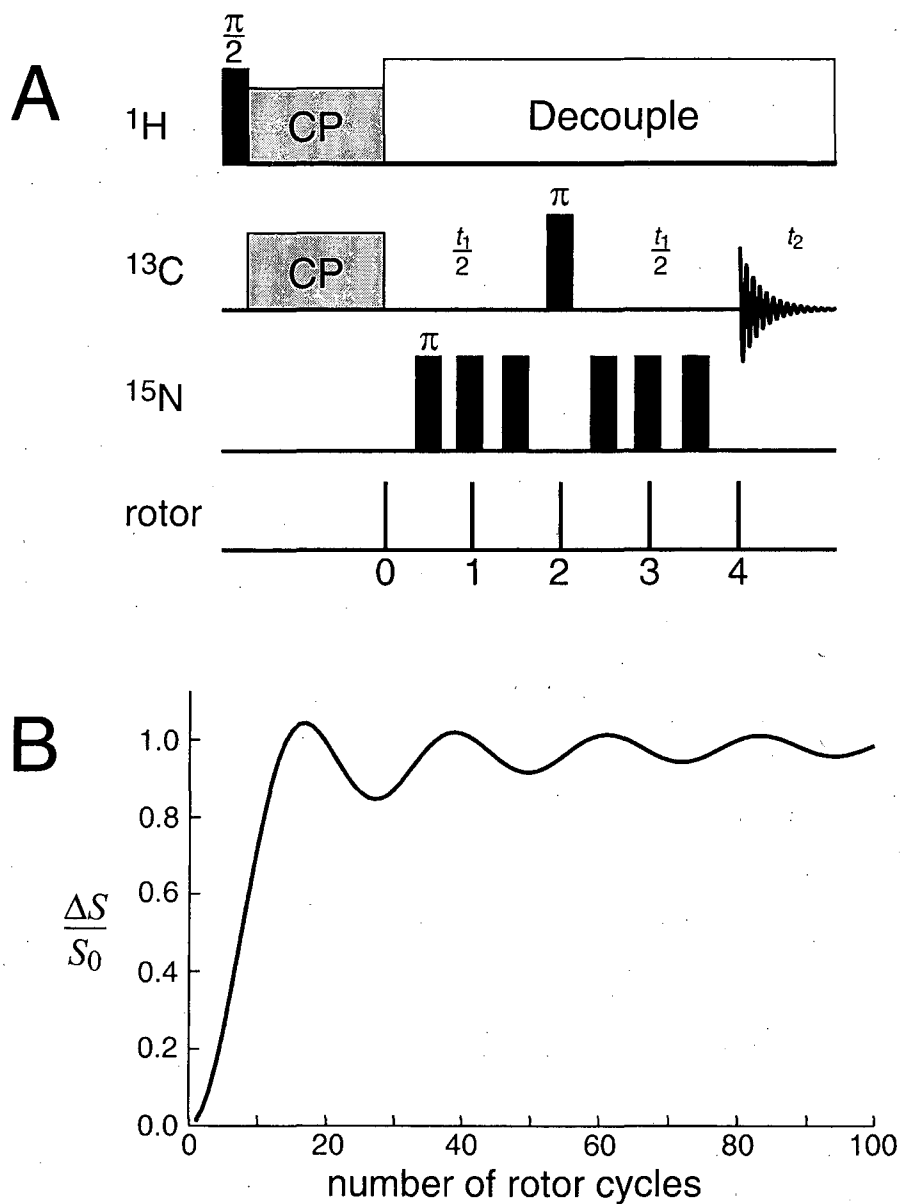 A
π
2
¹H
CP
Decouple
¹³C
CP
t₁
2
π
t₁
2
t₂
¹⁵N
π
rotor
0 1 2 3 4
B
1.0
0.8
0.6
0.4
0.2
0.0
ΔS
S₀
0 20 40 60 80 100
number of rotor cycles